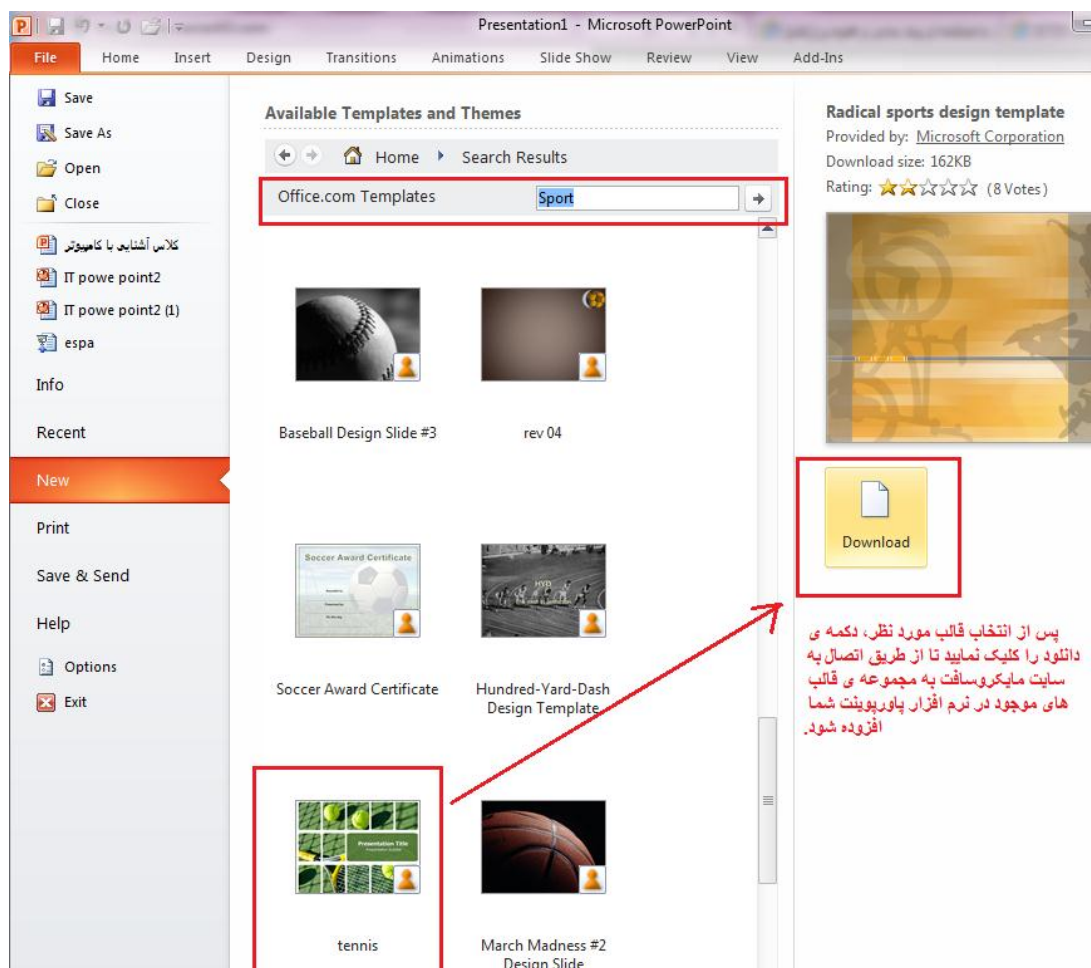 Presentation1 - Microsoft PowerPoint
File Home Insert Design Transitions Animations Slide Show Review View Add-Ins
Save
Save As
Open
Close
کلاس آشنایی با کامپیوتر
IT powe point2
IT powe point2 (1)
espa
Info
Recent
New
Print
Save & Send
Help
Options
Exit
Available Templates and Themes
Home Search Results
Office.com Templates Sport
Baseball Design Slide #3
rev 04
Soccer Award Certificate
Soccer Award Certificate
HYD
Hundred-Yard-Dash
Design Template
Presentation Title
tennis
March Madness #2
Design Slide
Radical sports design template
Provided by: Microsoft Corporation
Download size: 162KB
Rating: (8 Votes)
Download
پس از انتخاب قالب مورد نظر، دکمه ی
دانلود را کلیک نمایید تا از طریق اتصال به
سایت مایکروسافت به مجموعه ی قالب
های موجود در نرم افزار پاورپوینت شما
افزوده شود.